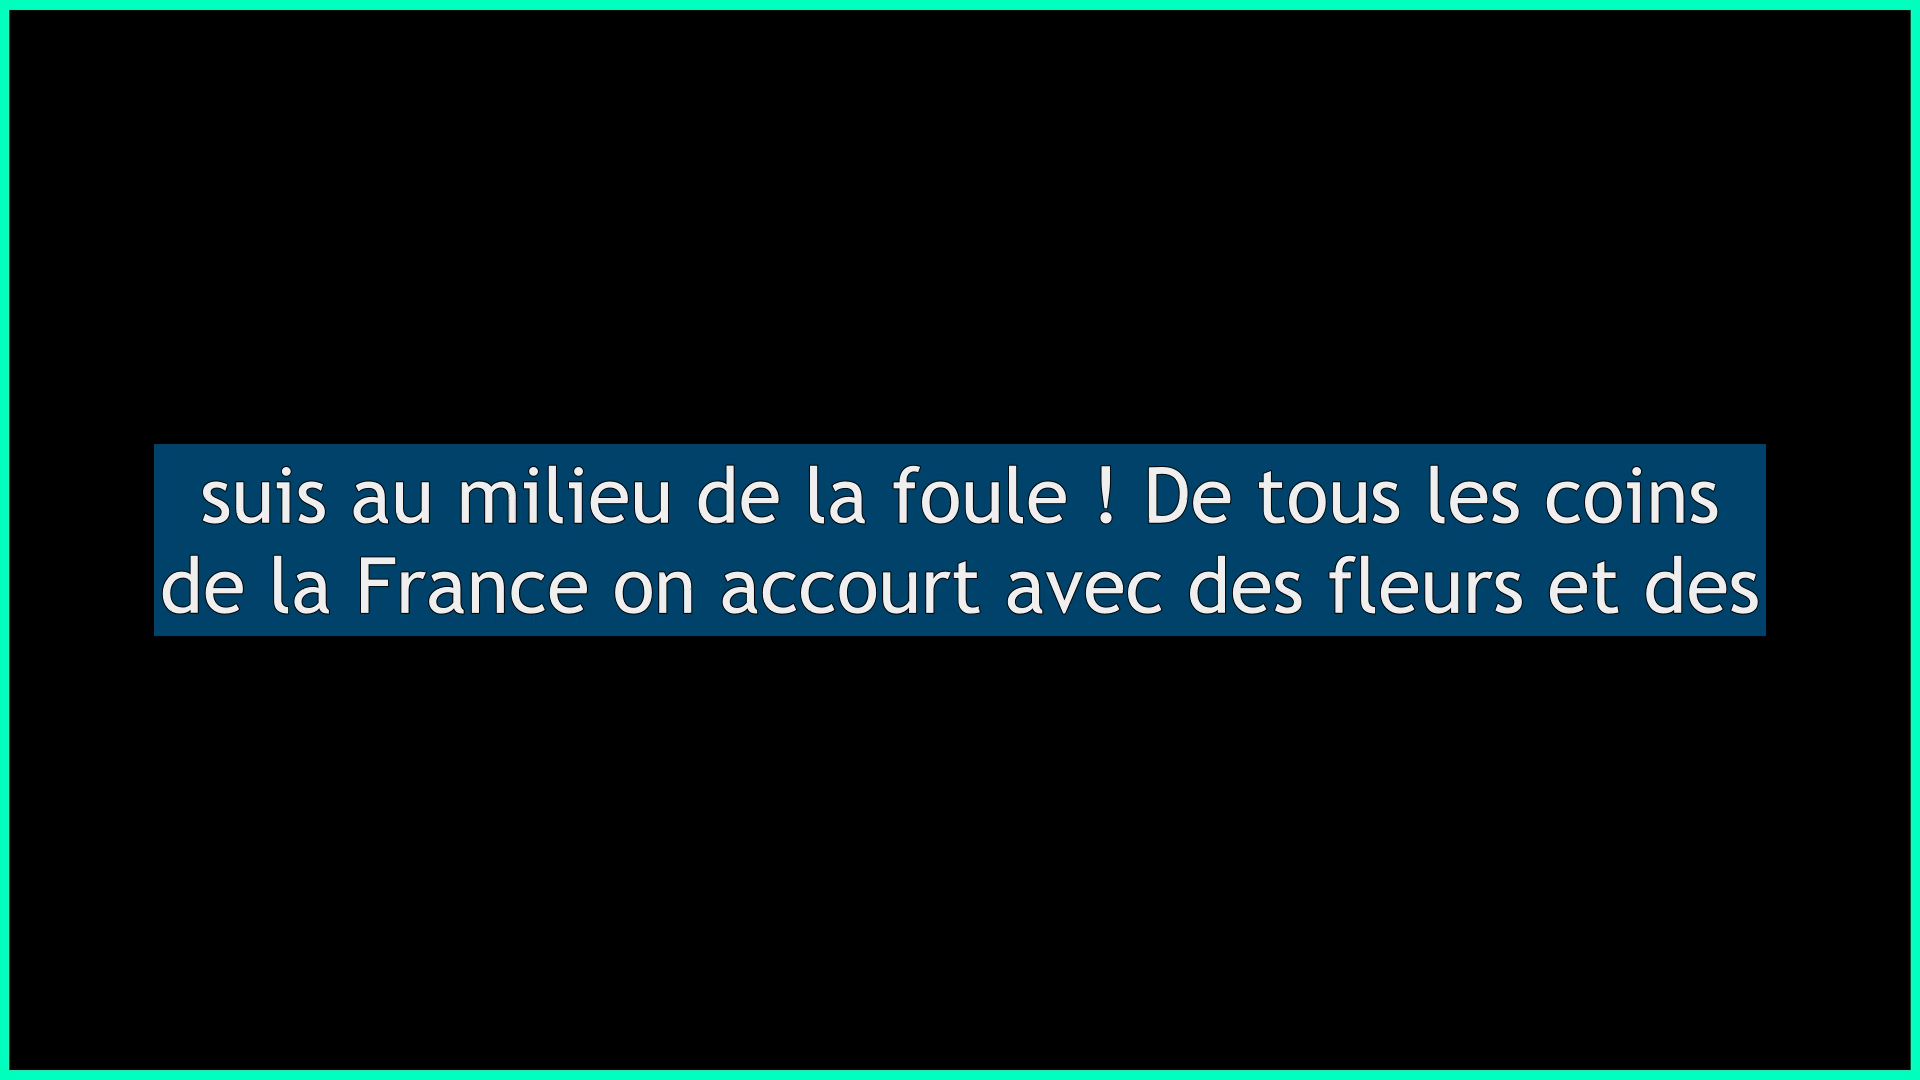 suis au milieu de la foule ! De tous les coins
de la France on accourt avec des fleurs et des